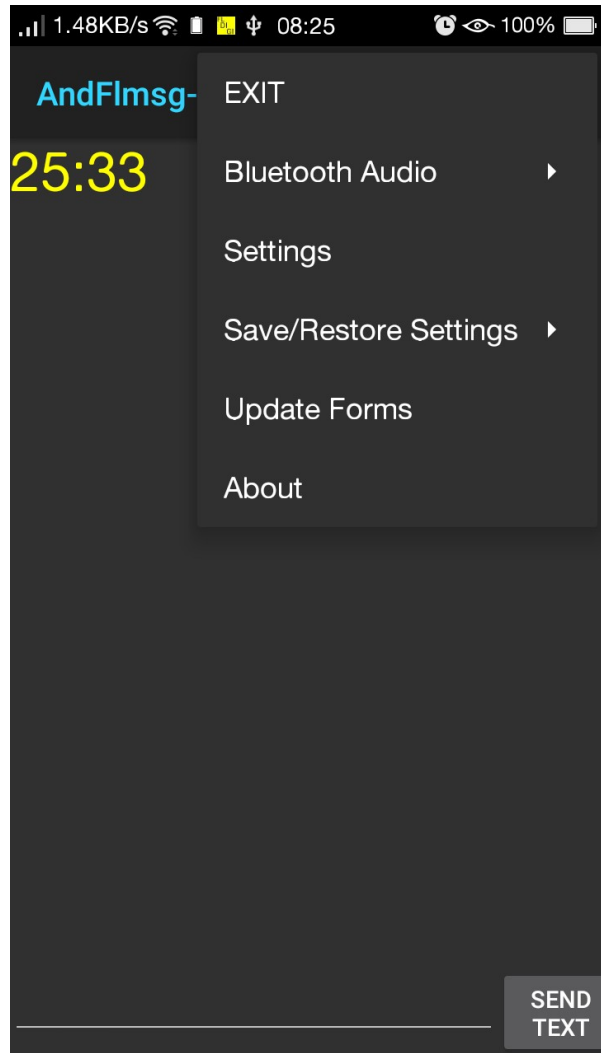 1.48KB/s 08:25 100%
AndFlmsg-
EXIT
25:33
Bluetooth Audio
Settings
Save/Restore Settings
Update Forms
About
SEND
TEXT